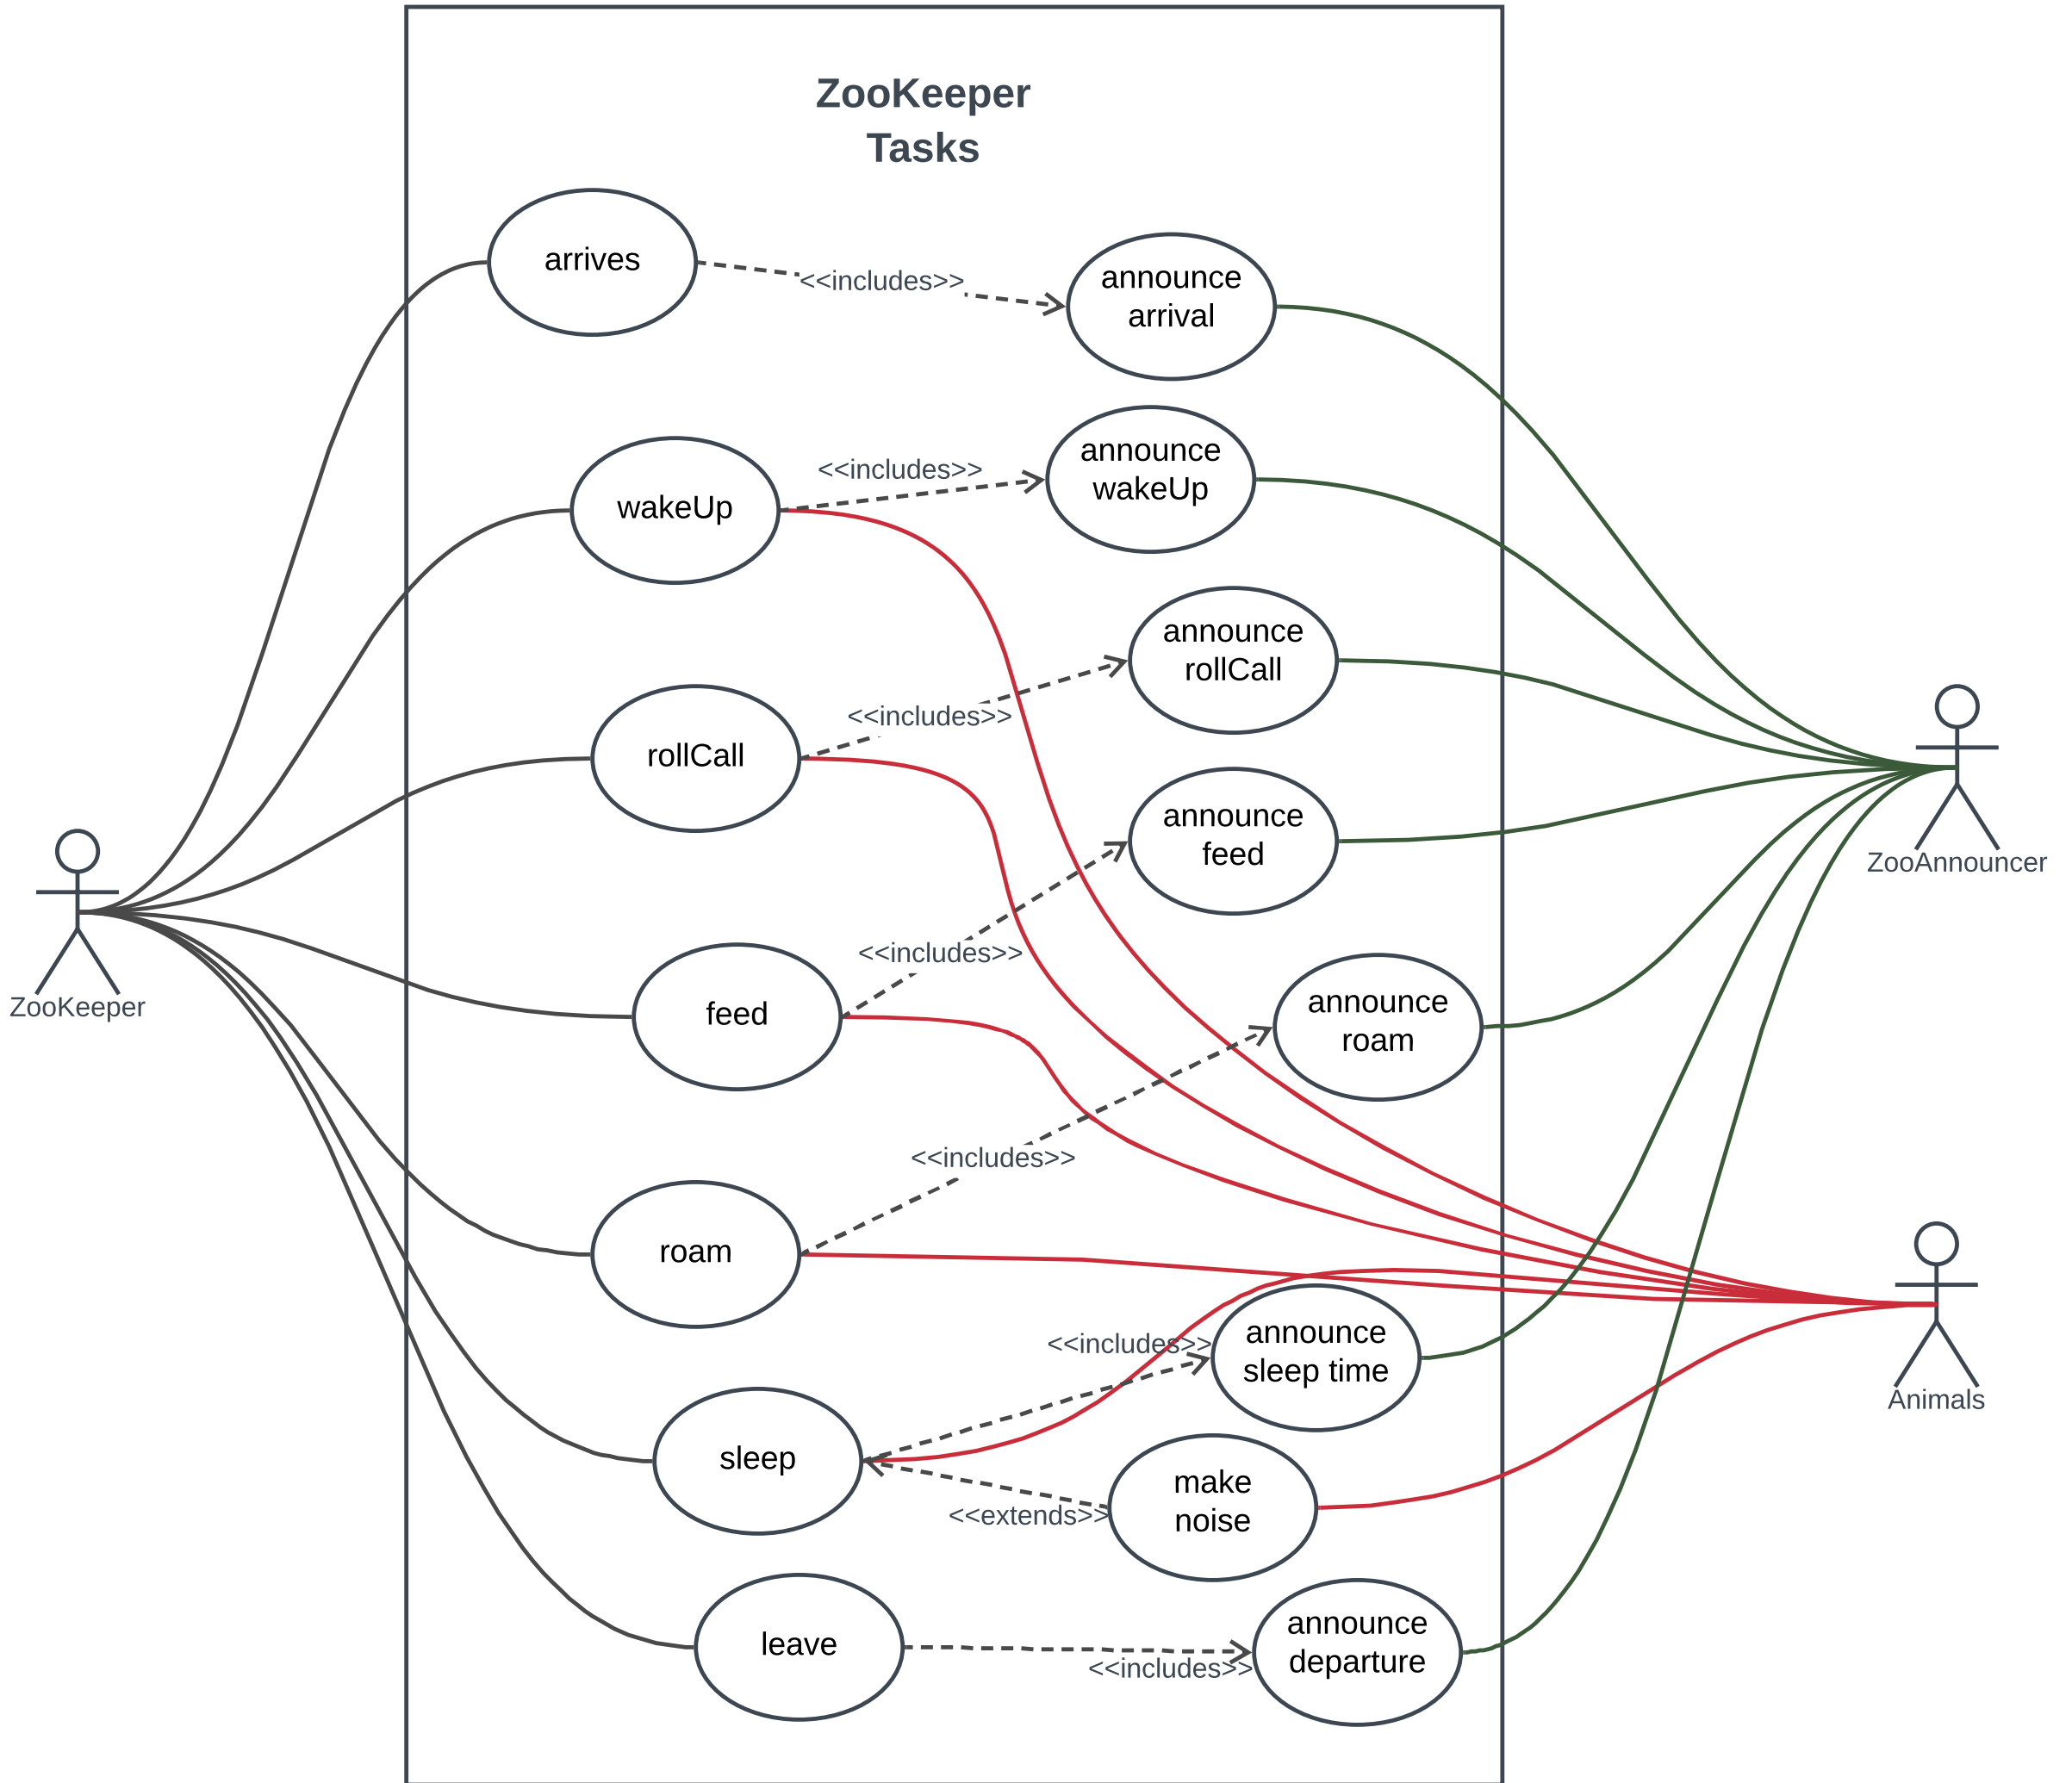 ZooKeeper
Tasks
arrives
<<includes>>
announce
arrival
wakeUp
<<includes>>
announce
wakeUp
rollCall
<<includes>>
announce
rollCall
feed
<<includes>>
announce
feed
roam
<<includes>>
announce
roam
sleep
<<includes>>
announce
sleep time
<<extends>>
make
noise
leave
<<includes>>
announce
departure
ZooKeeper
ZooAnnouncer
Animals